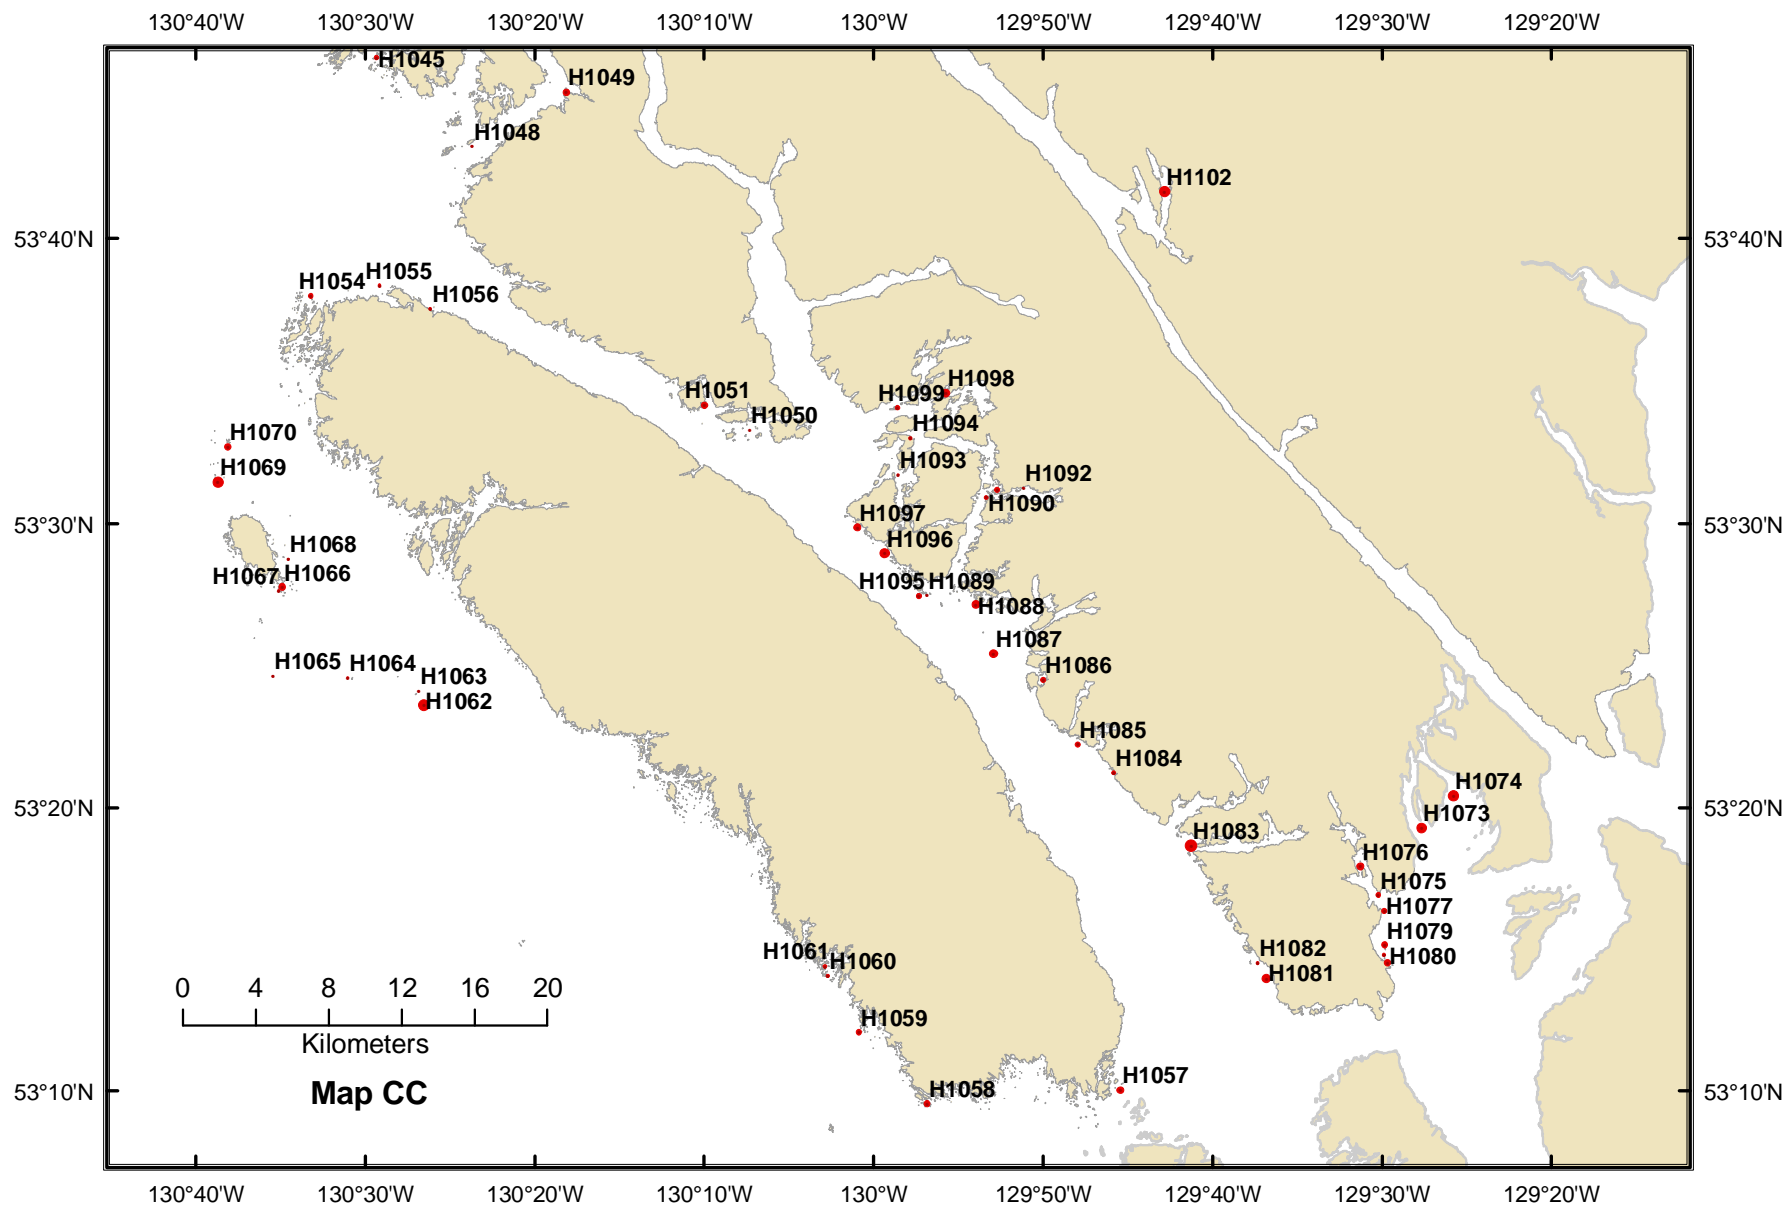 130°40'W 130°30'W 130°20'W 130°10'W 130°W 129°50'W 129°40'W 129°30'W 129°20'W
H1045
H1049
H1048
H1102
53°40'N 53°40'N
H1055
H1054
H1056
H1098
H1051 H1099
H1050 H1094
H1070
H1093
H1069 H1092
H1090
53°30'N 53°30'N
H1097
H1096
H1068
H1067 H1066 H1095 H1089
H1088
H1087
H1065 H1064 H1063 H1086
H1062
H1085
H1084
H1074
53°20'N 53°20'N
H1073
H1083
H1076
H1075
H1077
H1079
H1061 H1060 H1082 H1080
H1081
0 4 8 12 16 20
H1059
Kilometers
H1057
Map CC H1058
53°10'N 53°10'N
130°40'W 130°30'W 130°20'W 130°10'W 130°W 129°50'W 129°40'W 129°30'W 129°20'W